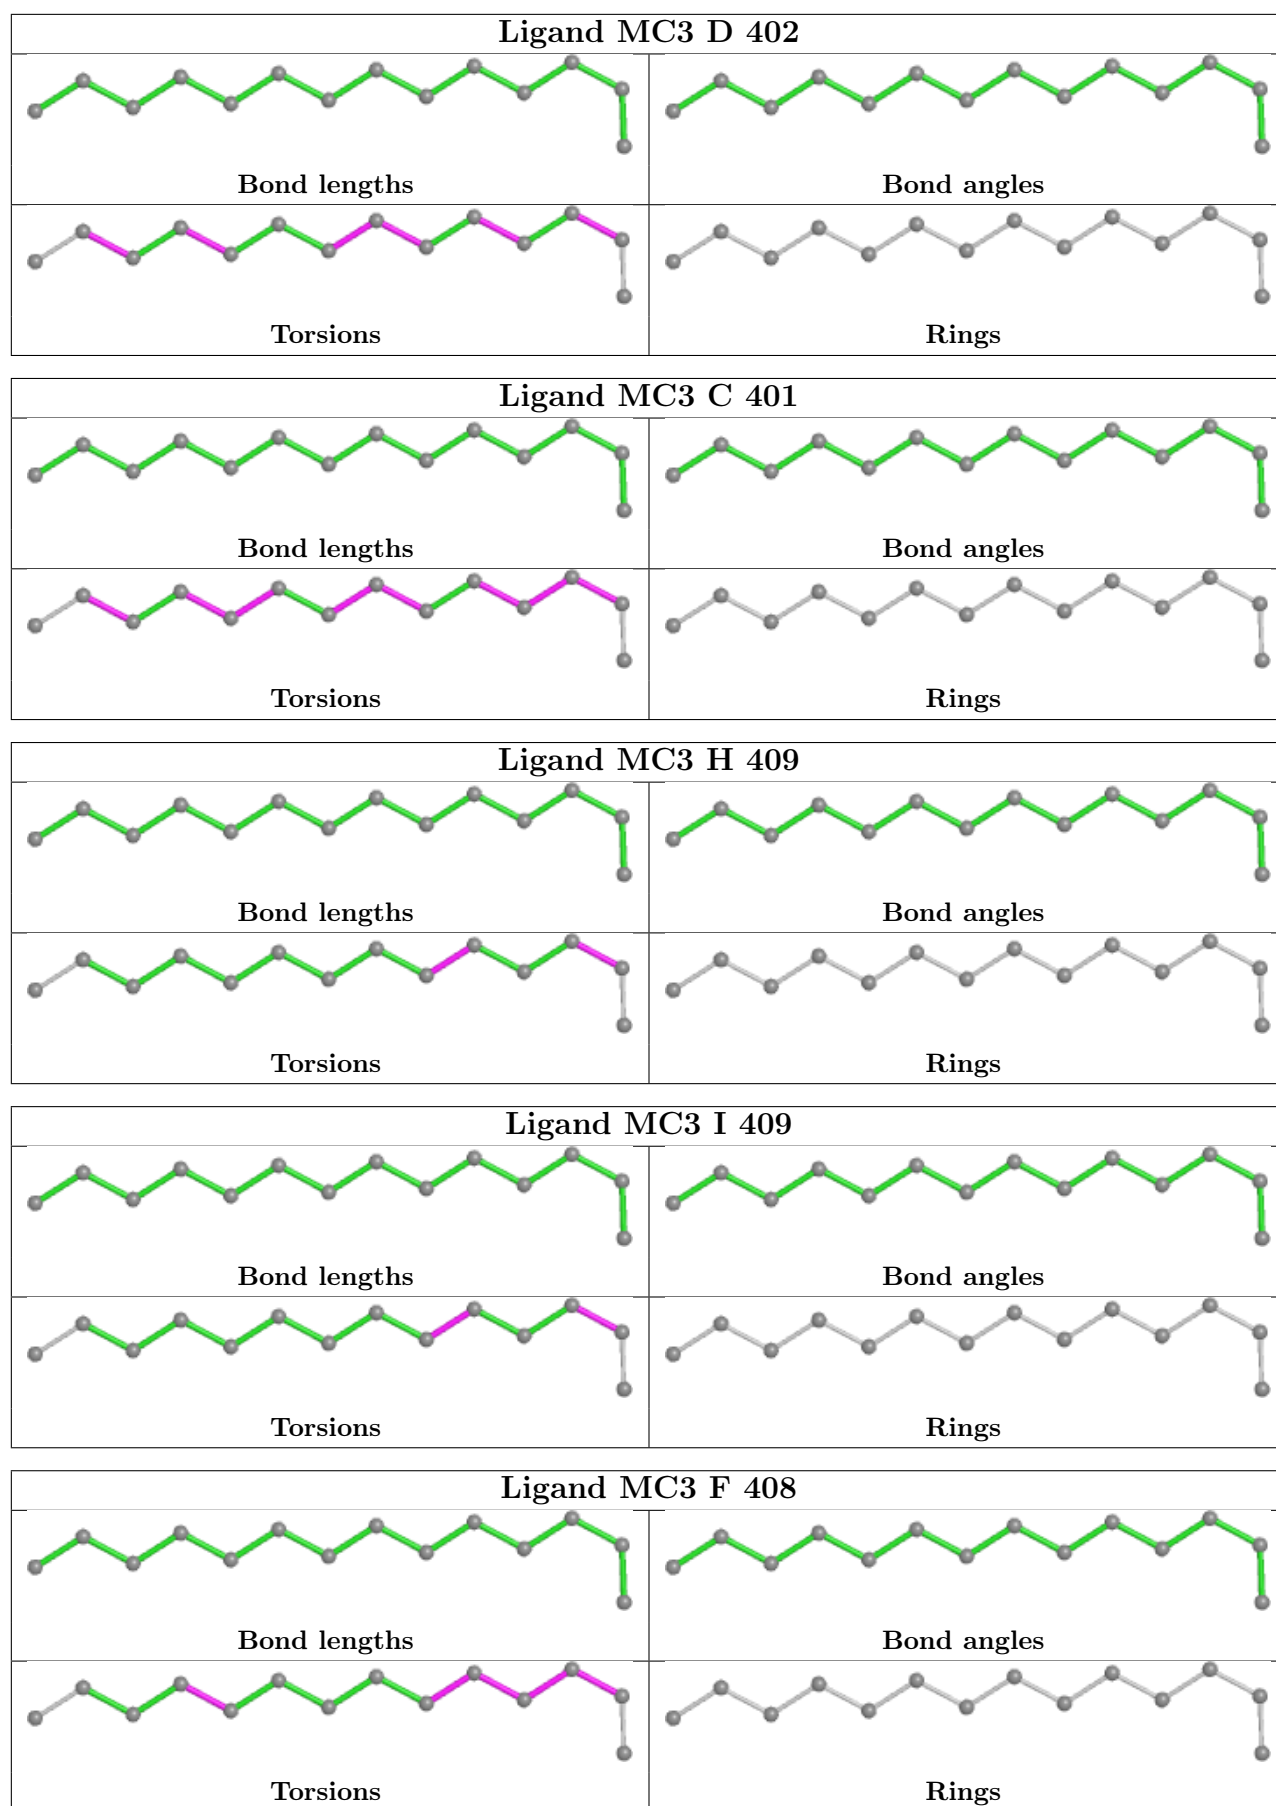 Ligand MC3 D 402
Bond lengths Bond angles
Torsions Rings
Ligand MC3 C 401
Bond lengths Bond angles
Torsions Rings
Ligand MC3 H 409
Bond lengths Bond angles
Torsions Rings
Ligand MC3 I 409
Bond lengths Bond angles
Torsions Rings
Ligand MC3 F 408
Bond lengths Bond angles
Torsions Rings